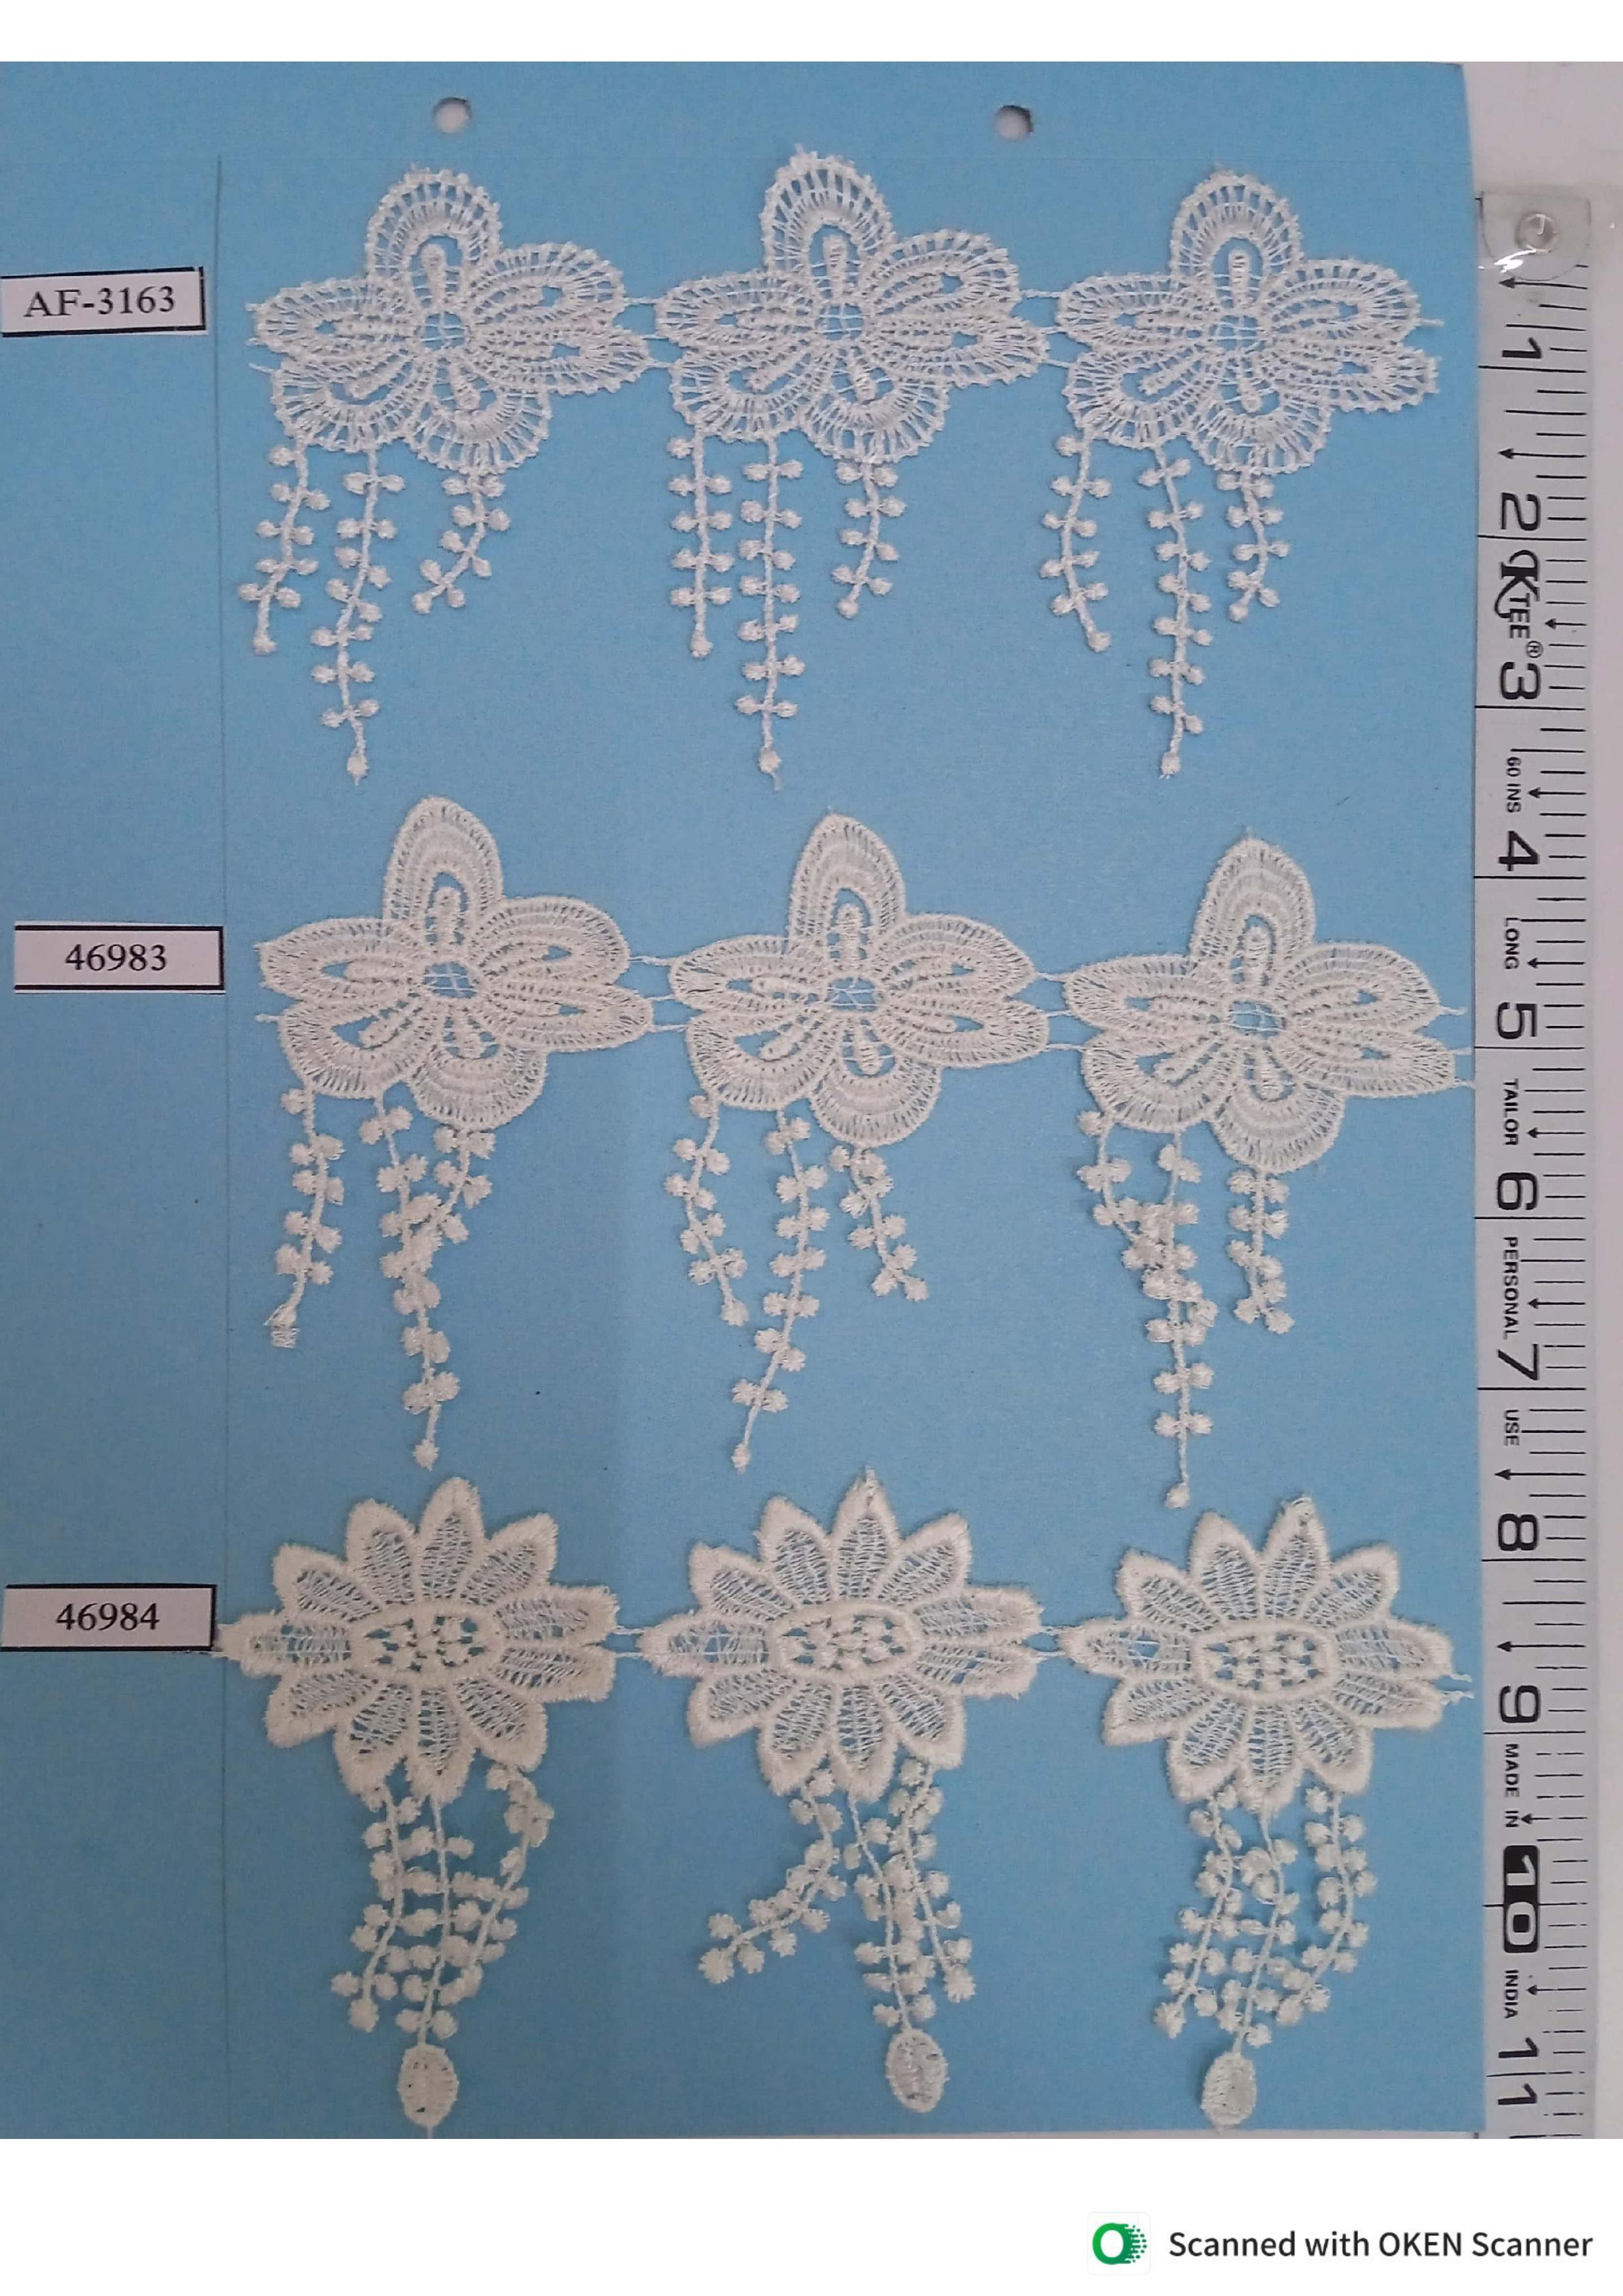 AF-3163
46983
46984
1
2
KTEE®
3
60 INS
4
LONG
5
TAILOR
6
PERSONAL
7
USE
8
9
MADE IN
10
INDIA
11
Scanned with OKEN Scanner